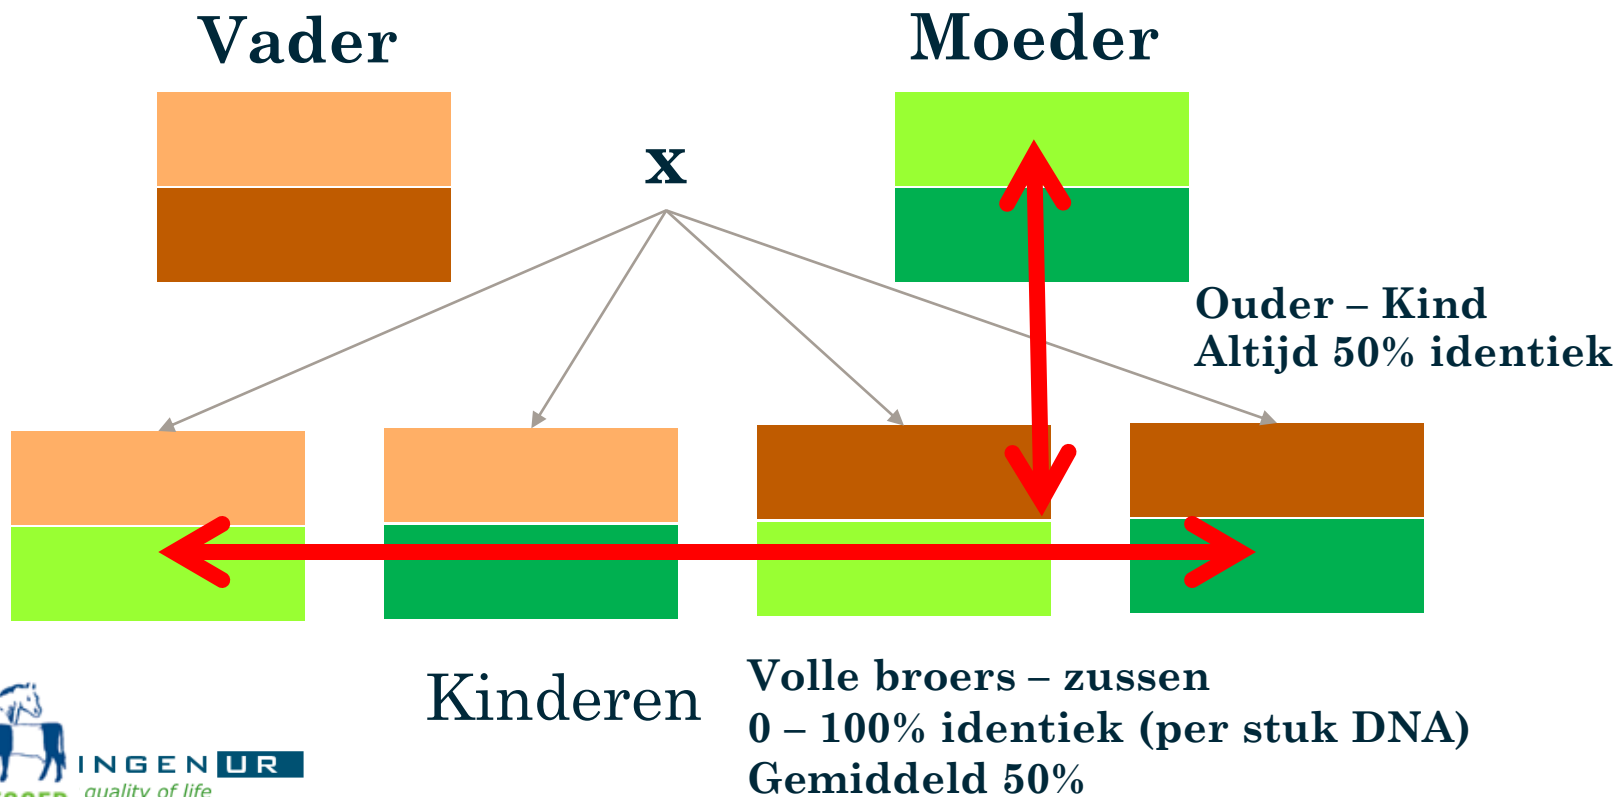 Vader
Moeder
x
Ouder – Kind
Altijd 50% identiek
Kinderen
Volle broers – zussen
0 – 100% identiek (per stuk DNA)
Gemiddeld 50%
INGEN UR
quality of life